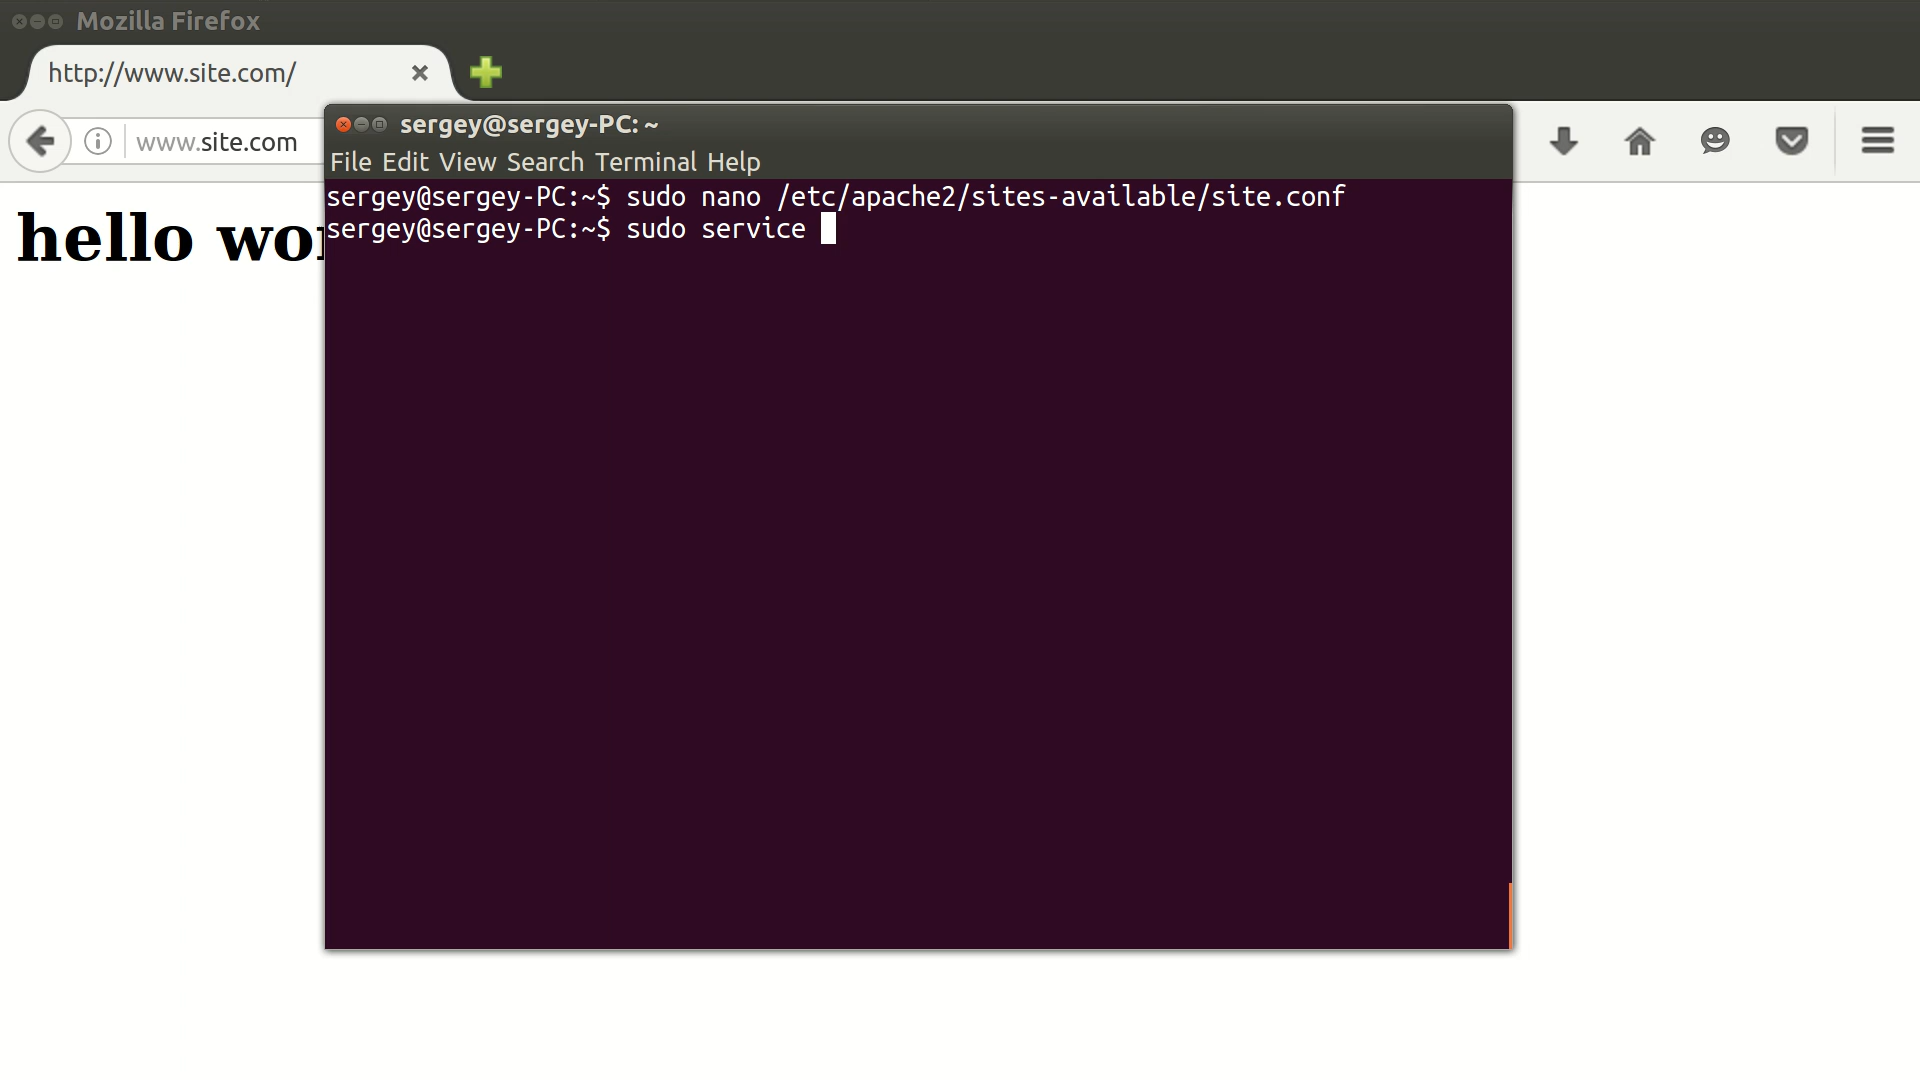 Mozilla Firefox
http://www.site.com/
www.site.com
sergey@sergey-PC: ~
File Edit View Search Terminal Help
sergey@sergey-PC:~$ sudo nano /etc/apache2/sites-available/site.conf
sergey@sergey-PC:~$ sudo service
hello